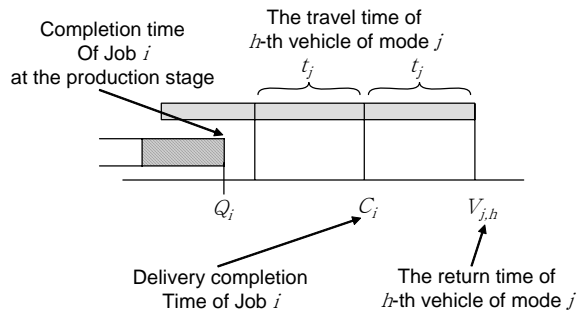 Completion time
Of Job i
at the production stage
The travel time of
h-th vehicle of mode j
t_j t_j
Q_i C_i V_{j,h}
Delivery completion
Time of Job i
The return time of
h-th vehicle of mode j